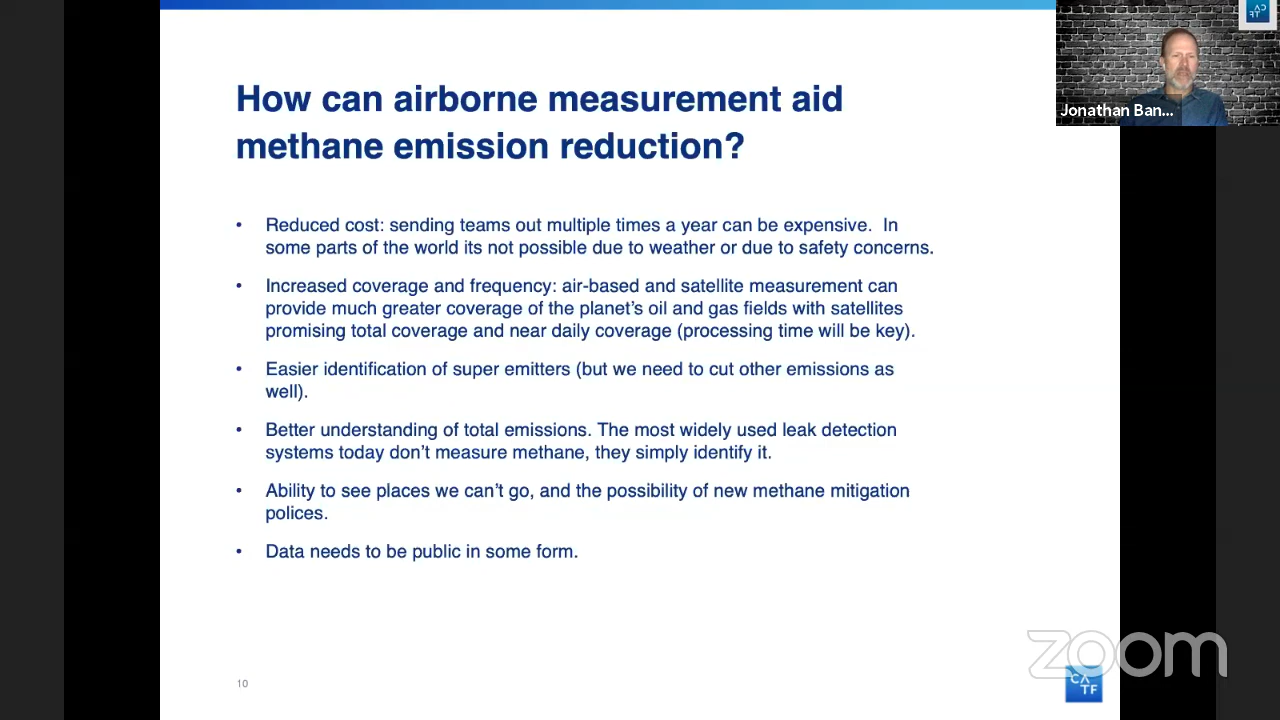 How can airborne measurement aid
methane emission reduction?
• Reduced cost: sending teams out multiple times a year can be expensive.  In
some parts of the world its not possible due to weather or due to safety concerns.
• Increased coverage and frequency: air-based and satellite measurement can
provide much greater coverage of the planet's oil and gas fields with satellites
promising total coverage and near daily coverage (processing time will be key).
• Easier identification of super emitters (but we need to cut other emissions as
well).
• Better understanding of total emissions. The most widely used leak detection
systems today don't measure methane, they simply identify it.
• Ability to see places we can't go, and the possibility of new methane mitigation
polices.
• Data needs to be public in some form.
10
Jonathan Ban...
zoom
CATF